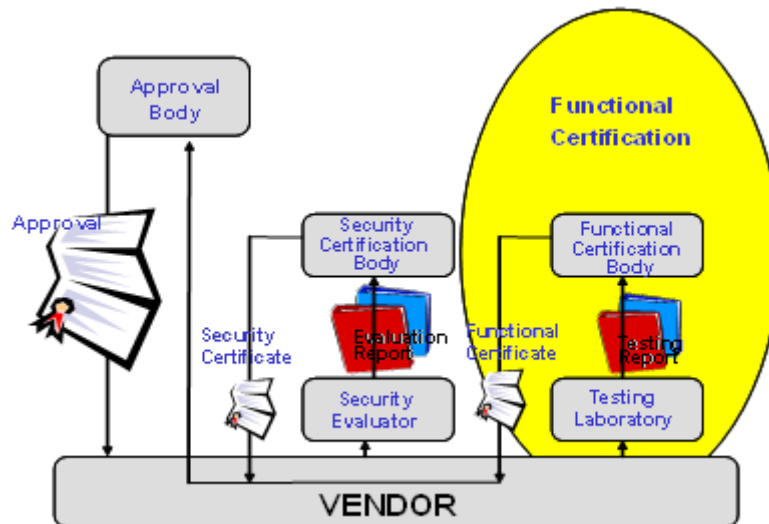 Approval
Body
Functional
Certification
Approval
Security
Certification
Body
Functional
Certification
Body
Security
Certificate
Evaluation
Report
Functional
Certificate
Testing
Report
Security
Evaluator
Testing
Laboratory
VENDOR